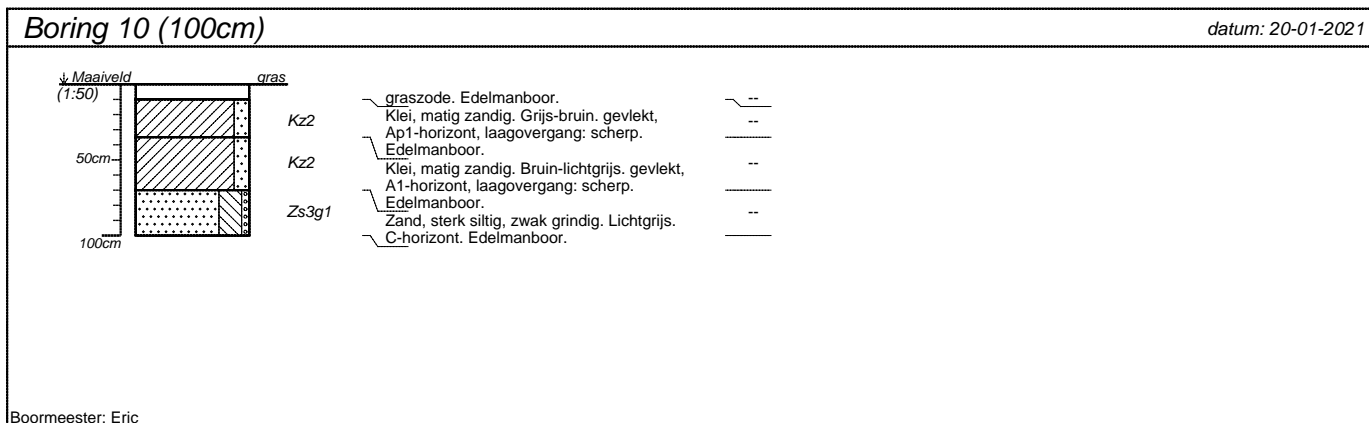 Boring 10 (100cm)
datum: 20-01-2021
Maaiveld
gras
(1:50)
50cm
100cm
Kz2
Kz2
Zs3g1
graszode. Edelmanboor.
Klei, matig zandig. Grijs-bruin. gevlekt,
Ap1-horizont, laagovergang: scherp.
Edelmanboor.
Klei, matig zandig. Bruin-lichtgrijs. gevlekt,
A1-horizont, laagovergang: scherp.
Edelmanboor.
Zand, sterk siltig, zwak grindig. Lichtgrijs.
C-horizont. Edelmanboor.
--
--
--
--
Boormeester: Eric